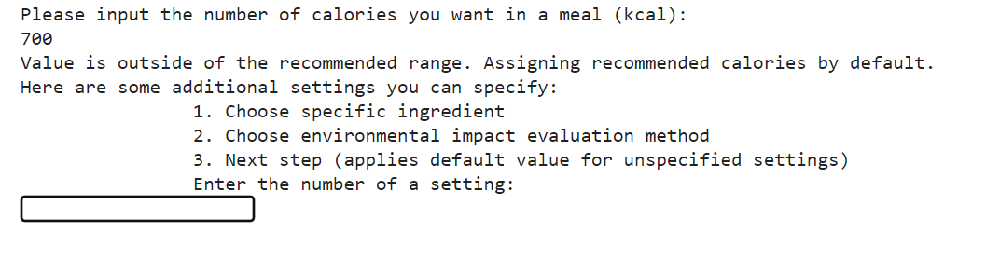 Please input the number of calories you want in a meal (kcal):
700
Value is outside of the recommended range. Assigning recommended calories by default.
Here are some additional settings you can specify:
1. Choose specific ingredient
2. Choose environmental impact evaluation method
3. Next step (applies default value for unspecified settings)
Enter the number of a setting: